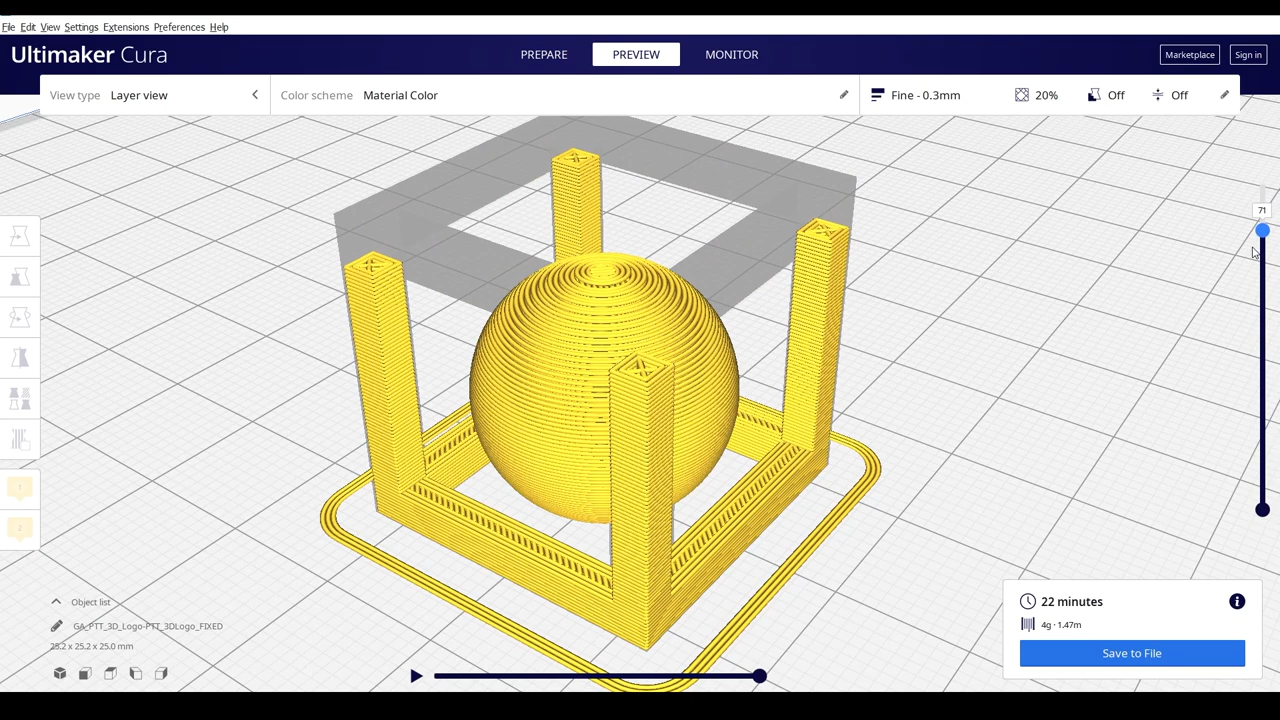 File Edit View Settings Extensions Preferences Help
Ultimaker Cura
PREPARE
PREVIEW
MONITOR
Marketplace
Sign in
View type Layer view
Color scheme Material Color
Fine - 0.3mm
20%
Off
Off
71
1
2
Object list
GA_PTT_3D_Logo-PTT_3DLogo_FIXED
25.2 x 25.2 x 25.0 mm
22 minutes
4g · 1.47m
Save to File